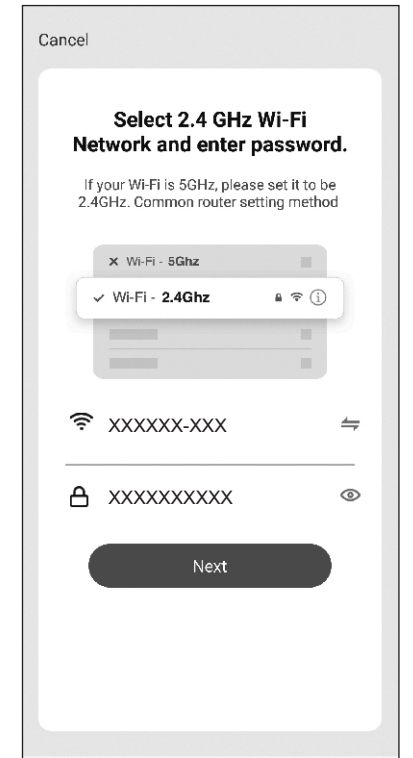 Cancel
Select 2.4 GHz Wi-Fi
Network and enter password.
If your Wi-Fi is 5GHz, please set it to be
2.4GHz. Common router setting method
Wi-Fi - 5Ghz
Wi-Fi - 2.4Ghz
XXXXXX-XXX
XXXXXXXXXX
Next